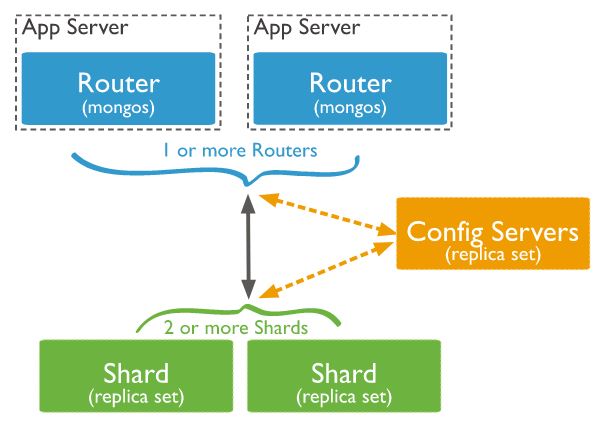 App Server
App Server
Router
(mongos)
Router
(mongos)
1 or more Routers
Config Servers
(replica set)
2 or more Shards
Shard
(replica set)
Shard
(replica set)